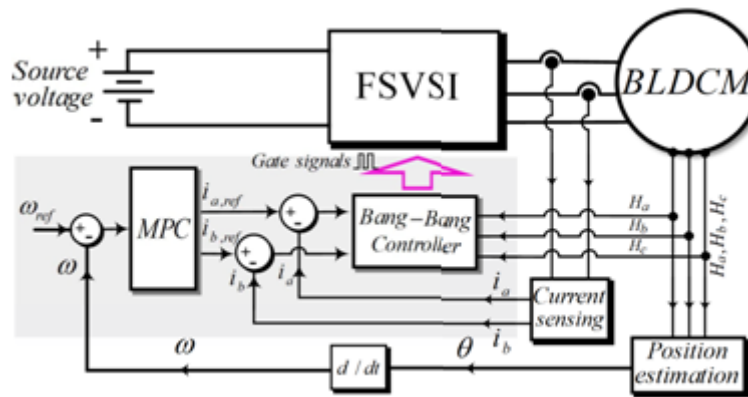 Source
voltage
+
-
FSVSI
BLDCM
Gate signals
ω_ref
+
-
ω
MPC
i_a,ref
i_b,ref
+
-
+
-
i_b
i_a
Bang-Bang
Controller
H_a
H_b
H_c
H_a, H_b, H_c
i_a
i_b
Current
sensing
ω
d/dt
θ
Position
estimation